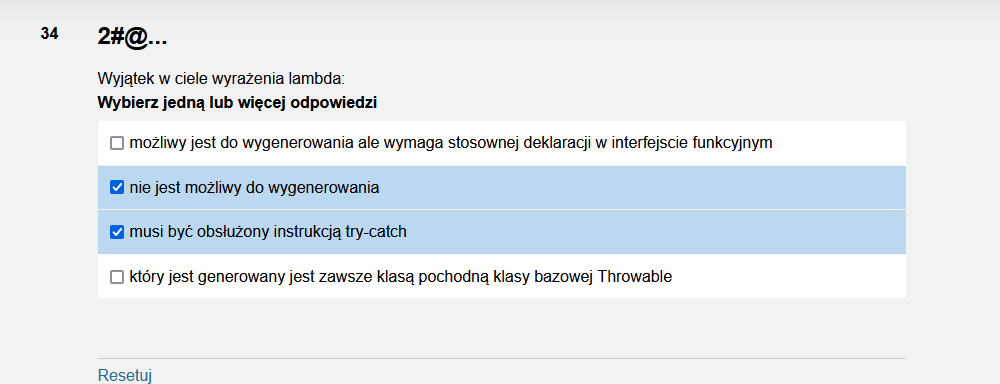 34
2#@...
Wyjątek w ciele wyrażenia lambda:
Wybierz jedną lub więcej odpowiedzi
możliwy jest do wygenerowania ale wymaga stosownej deklaracji w interfejscie funkcyjnym
nie jest możliwy do wygenerowania
musi być obsłużony instrukcją try-catch
który jest generowany jest zawsze klasą pochodną klasy bazowej Throwable
Resetuj